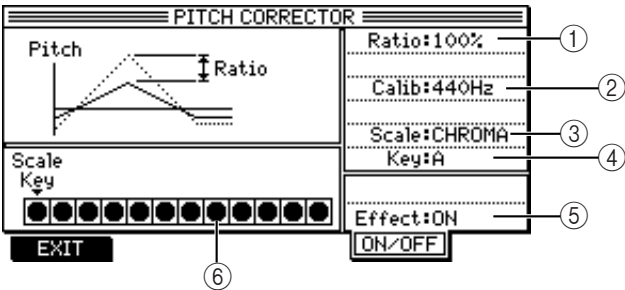 PITCH CORRECTOR
Pitch
Ratio
Ratio:100%
①
Calib:440Hz
②
Scale:CHROMA
③
Key:A
④
Scale
Key
Effect:ON
⑤
EXIT
ON/OFF
⑥